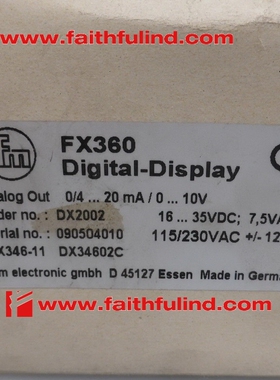 www.faithfulind.com
fm
FX360
Digital-Display
alog Out 0/4 ... 20 mA / 0 ... 10V
der no.: DX2002 16 ... 35VDC; 7,5VA
rial no: 090504010 115/230VAC +- 12
X346-11 DX34602C
m electronic gmbh D 45127 Essen Made in Germ
www.faithfulind.com